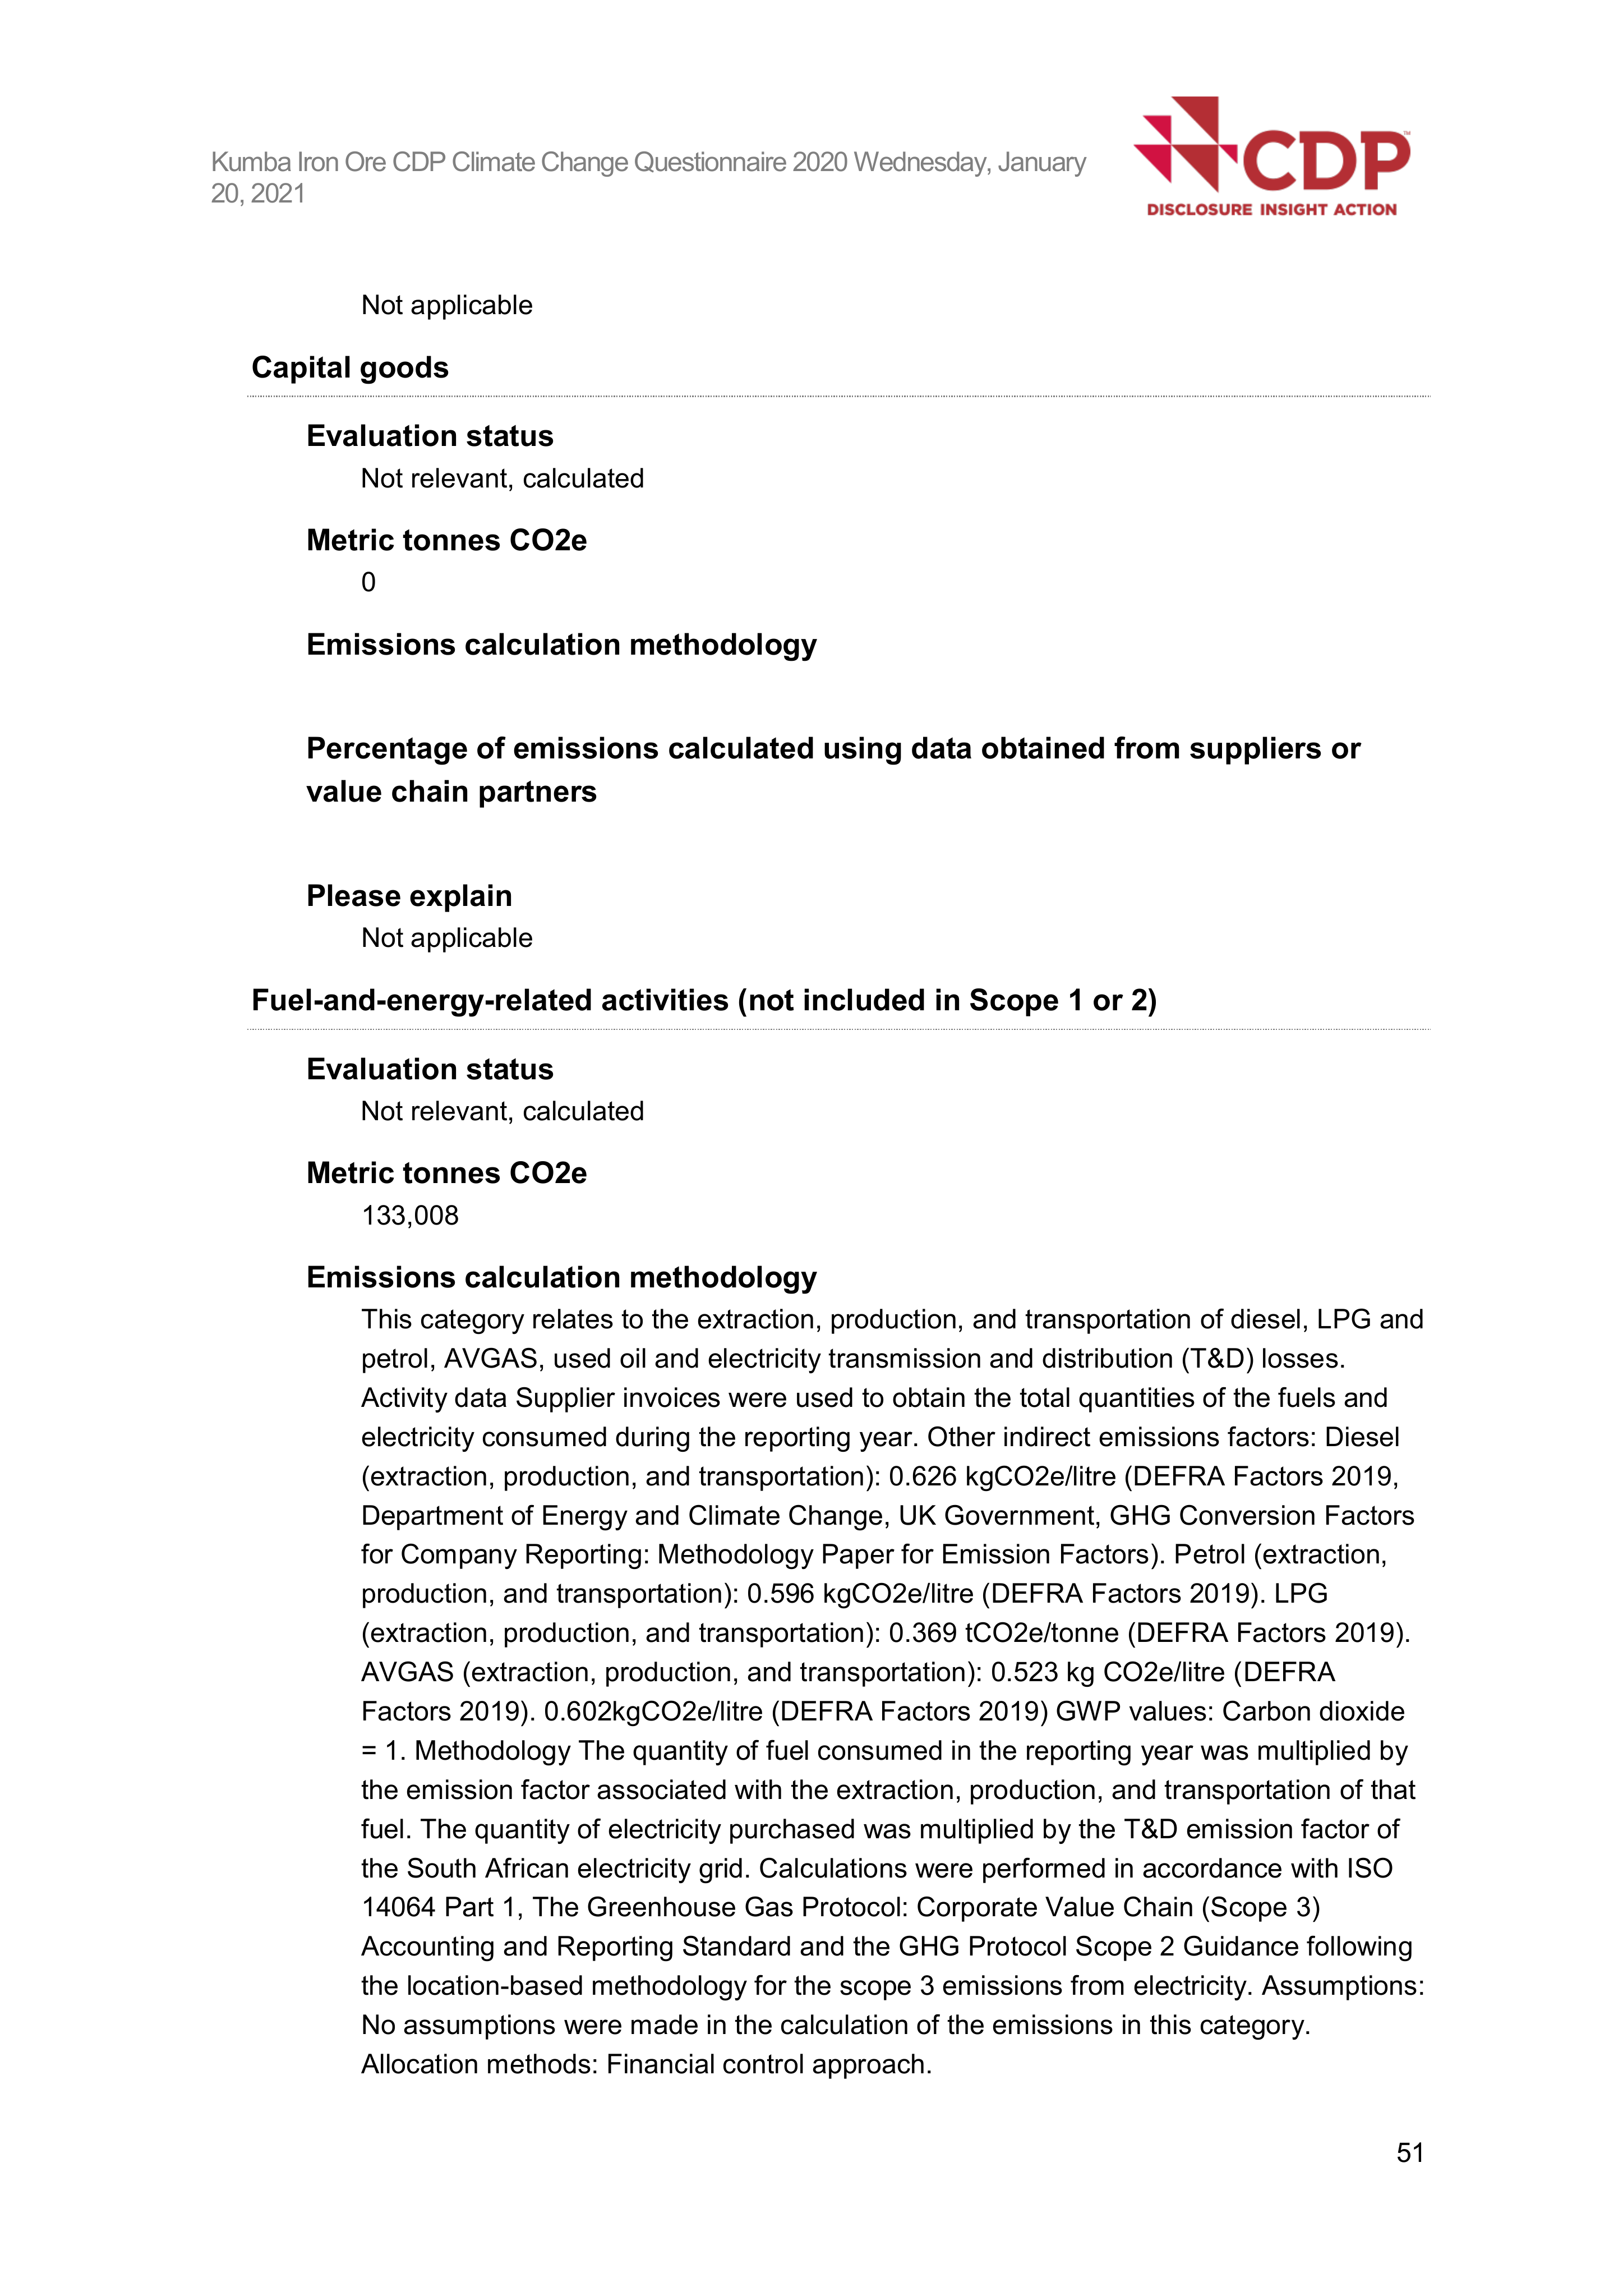 Kumba Iron Ore CDP Climate Change Questionnaire 2020 Wednesday, January
20, 2021
CDP™
DISCLOSURE INSIGHT ACTION
Not applicable
Capital goods
Evaluation status
Not relevant, calculated
Metric tonnes CO2e
0
Emissions calculation methodology
Percentage of emissions calculated using data obtained from suppliers or
value chain partners
Please explain
Not applicable
Fuel-and-energy-related activities (not included in Scope 1 or 2)
Evaluation status
Not relevant, calculated
Metric tonnes CO2e
133,008
Emissions calculation methodology
This category relates to the extraction, production, and transportation of diesel, LPG and
petrol, AVGAS, used oil and electricity transmission and distribution (T&D) losses.
Activity data Supplier invoices were used to obtain the total quantities of the fuels and
electricity consumed during the reporting year. Other indirect emissions factors: Diesel
(extraction, production, and transportation): 0.626 kgCO2e/litre (DEFRA Factors 2019,
Department of Energy and Climate Change, UK Government, GHG Conversion Factors
for Company Reporting: Methodology Paper for Emission Factors). Petrol (extraction,
production, and transportation): 0.596 kgCO2e/litre (DEFRA Factors 2019). LPG
(extraction, production, and transportation): 0.369 tCO2e/tonne (DEFRA Factors 2019).
AVGAS (extraction, production, and transportation): 0.523 kg CO2e/litre (DEFRA
Factors 2019). 0.602kgCO2e/litre (DEFRA Factors 2019) GWP values: Carbon dioxide
= 1. Methodology The quantity of fuel consumed in the reporting year was multiplied by
the emission factor associated with the extraction, production, and transportation of that
fuel. The quantity of electricity purchased was multiplied by the T&D emission factor of
the South African electricity grid. Calculations were performed in accordance with ISO
14064 Part 1, The Greenhouse Gas Protocol: Corporate Value Chain (Scope 3)
Accounting and Reporting Standard and the GHG Protocol Scope 2 Guidance following
the location-based methodology for the scope 3 emissions from electricity. Assumptions:
No assumptions were made in the calculation of the emissions in this category.
Allocation methods: Financial control approach.
51